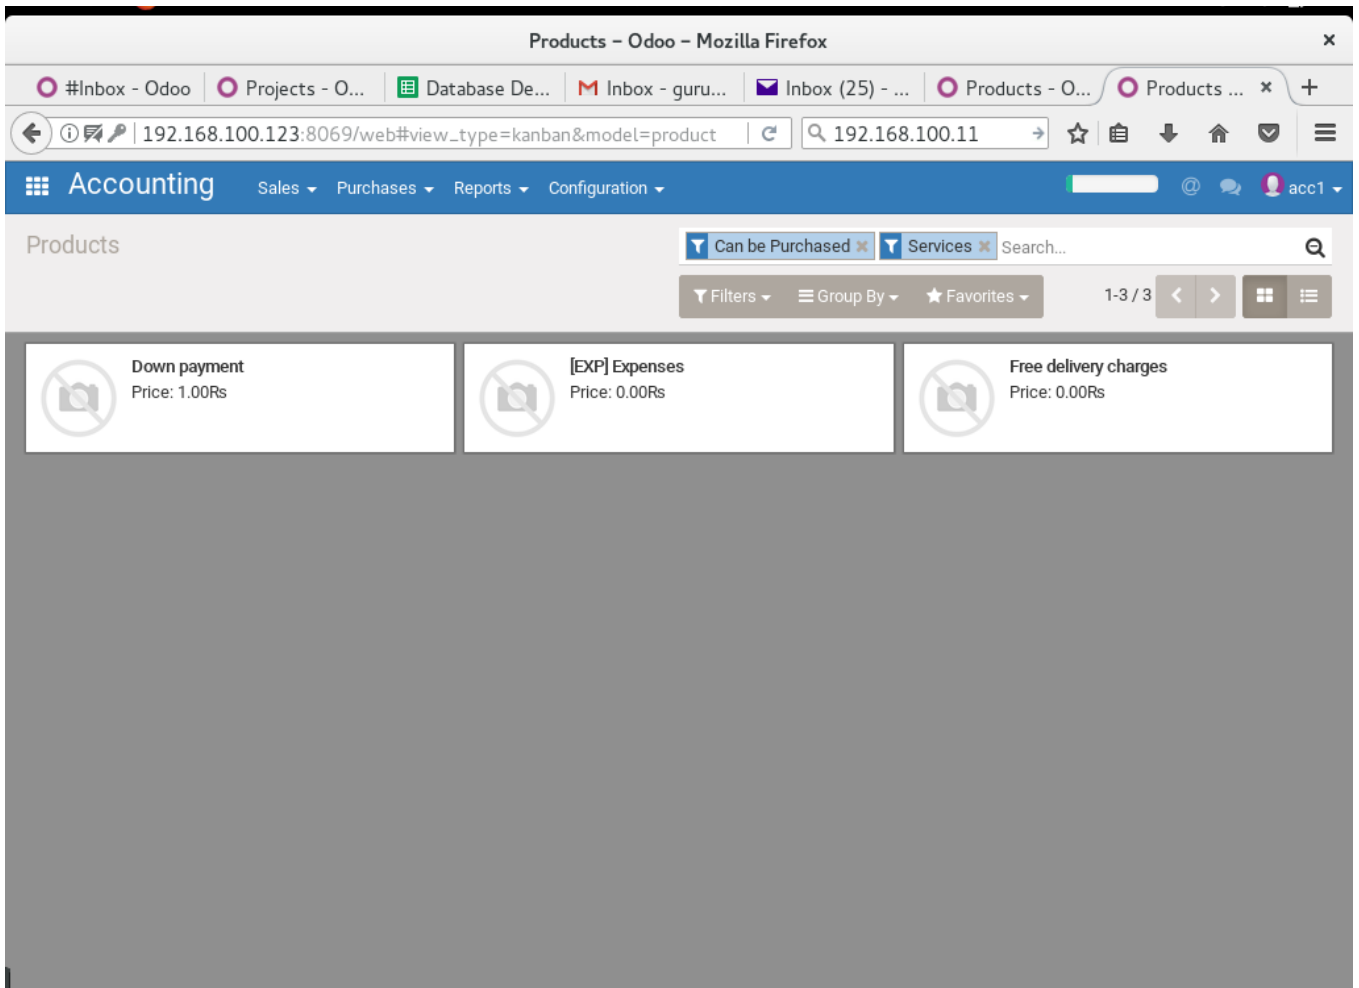 Products – Odoo – Mozilla Firefox
#Inbox - Odoo Projects - O... Database De... Inbox - guru... Inbox (25) - ... Products - O... Products ...
192.168.100.123:8069/web#view_type=kanban&model=product 192.168.100.11
Accounting Sales Purchases Reports Configuration @ acc1
Products Can be Purchased Services Search...
Filters Group By Favorites 1-3 / 3
Down payment
Price: 1.00Rs
[EXP] Expenses
Price: 0.00Rs
Free delivery charges
Price: 0.00Rs